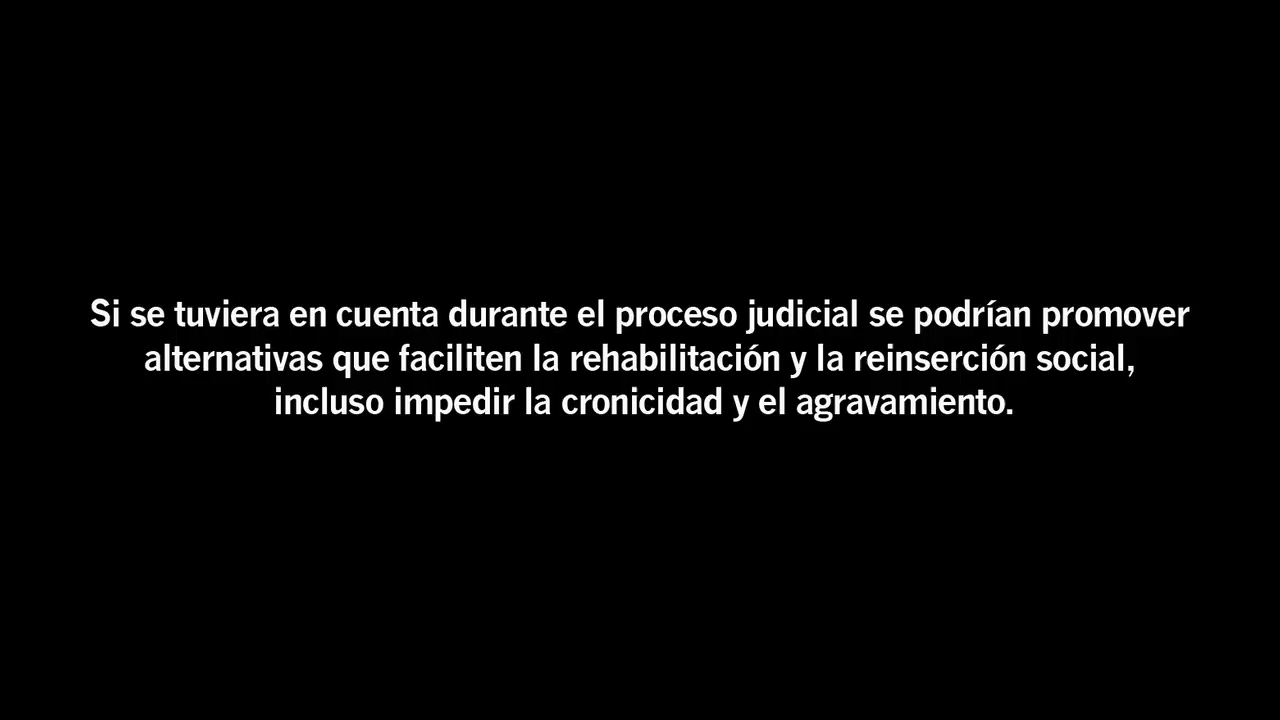 Si se tuviera en cuenta durante el proceso judicial se podrían promover
alternativas que faciliten la rehabilitación y la reinserción social,
incluso impedir la cronicidad y el agravamiento.